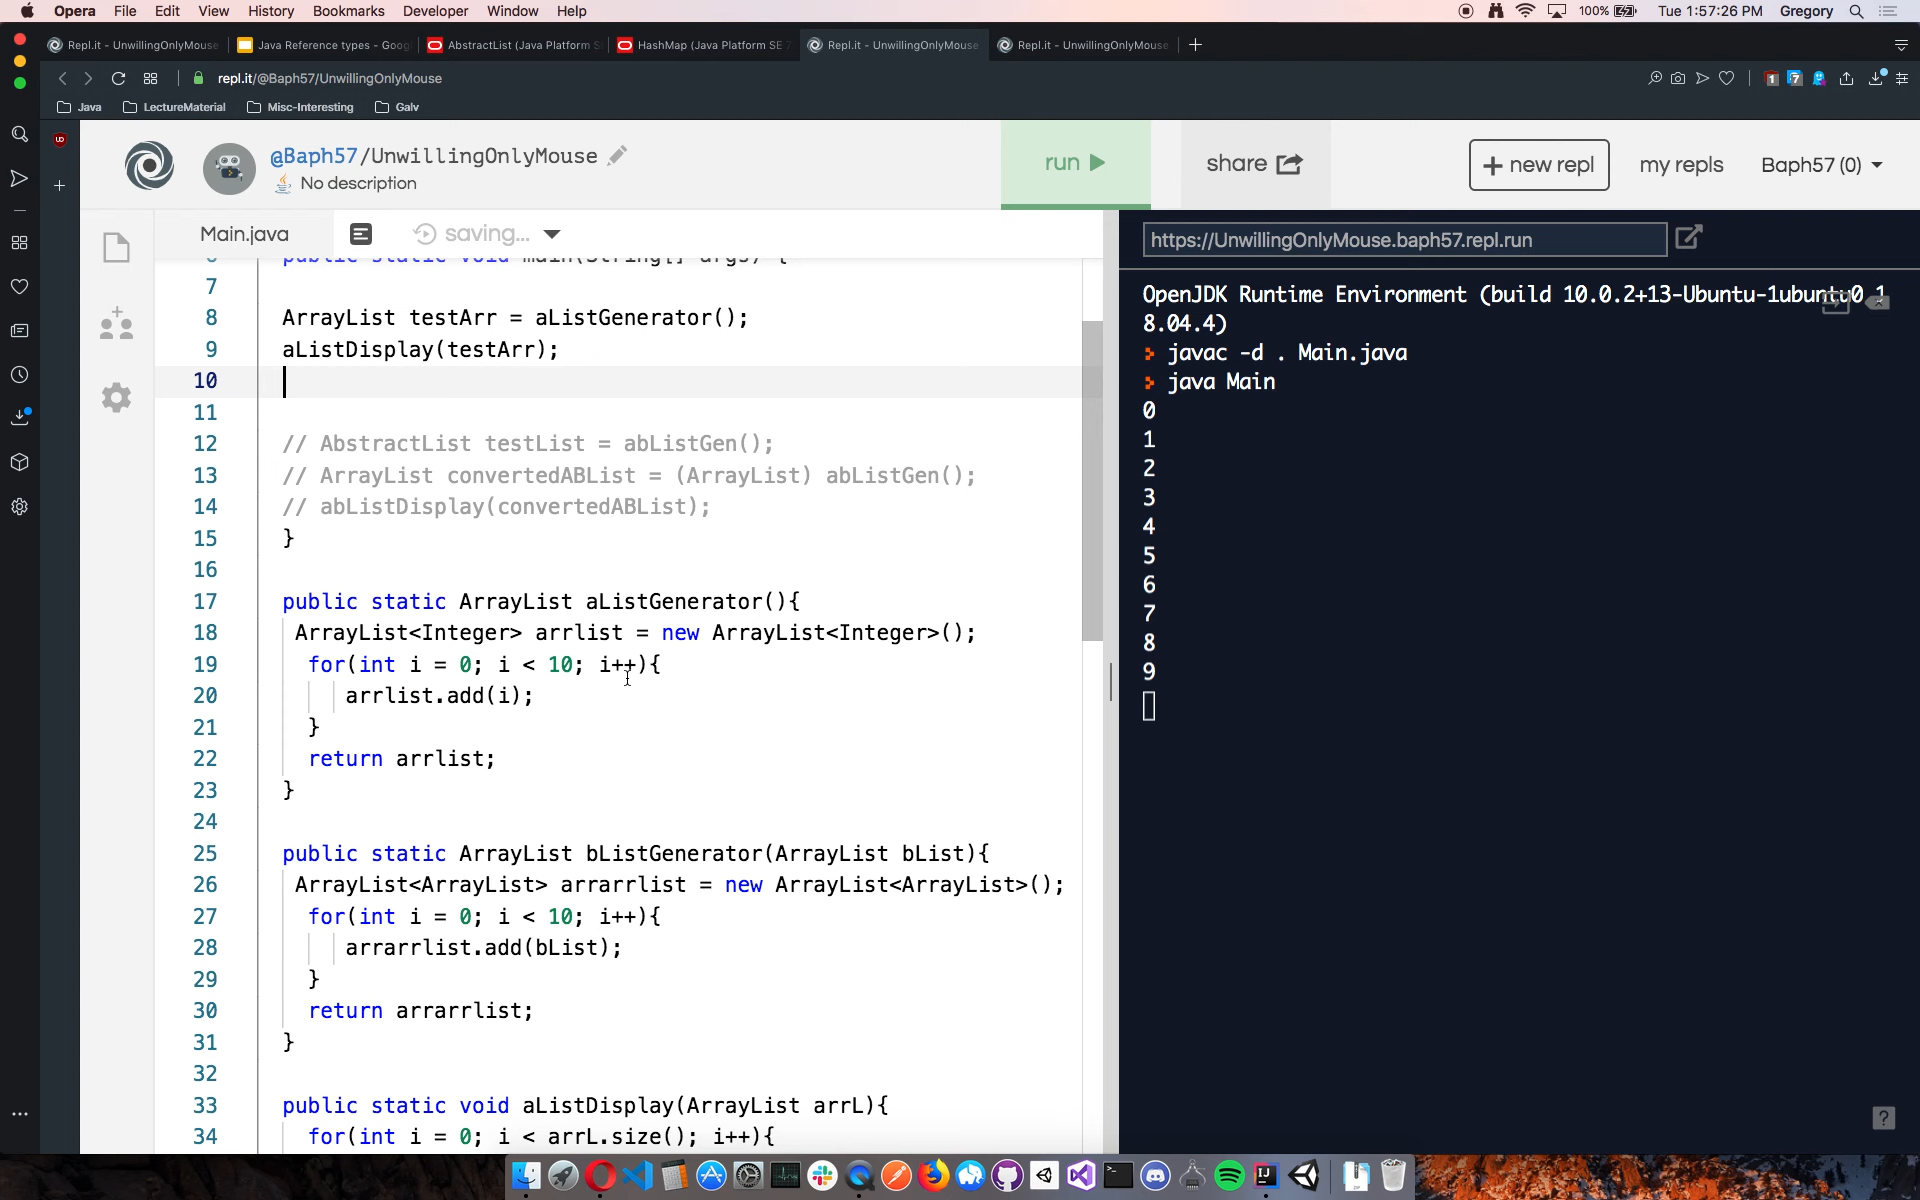 Opera File Edit View History Bookmarks Developer Window Help 100% Tue 1:57:26 PM Gregory
Repl.it - UnwillingOnlyMouse Java Reference types - Goog AbstractList (Java Platform S HashMap (Java Platform SE 7 Repl.it - UnwillingOnlyMouse Repl.it - UnwillingOnlyMouse
repl.it/@Baph57/UnwillingOnlyMouse
Java LectureMaterial Misc-Interesting Galv
@Baph57/UnwillingOnlyMouse
No description
run share + new repl my repls Baph57 (0)
Main.java saving...
https://UnwillingOnlyMouse.baph57.repl.run
6 public static void main(String[] args) {
7
8 ArrayList testArr = aListGenerator();
9 aListDisplay(testArr);
10
11
12 // AbstractList testList = abListGen();
13 // ArrayList convertedABList = (ArrayList) abListGen();
14 // abListDisplay(convertedABList);
15 }
16
17 public static ArrayList aListGenerator(){
18 ArrayList<Integer> arrlist = new ArrayList<Integer>();
19 for(int i = 0; i < 10; i++){
20 arrlist.add(i);
21 }
22 return arrlist;
23 }
24
25 public static ArrayList bListGenerator(ArrayList bList){
26 ArrayList<ArrayList> arrarrlist = new ArrayList<ArrayList>();
27 for(int i = 0; i < 10; i++){
28 arrarrlist.add(bList);
29 }
30 return arrarrlist;
31 }
32
33 public static void aListDisplay(ArrayList arrL){
34 for(int i = 0; i < arrL.size(); i++){
OpenJDK Runtime Environment (build 10.0.2+13-Ubuntu-1ubuntu0.1
8.04.4)
javac -d . Main.java
java Main
0
1
2
3
4
5
6
7
8
9